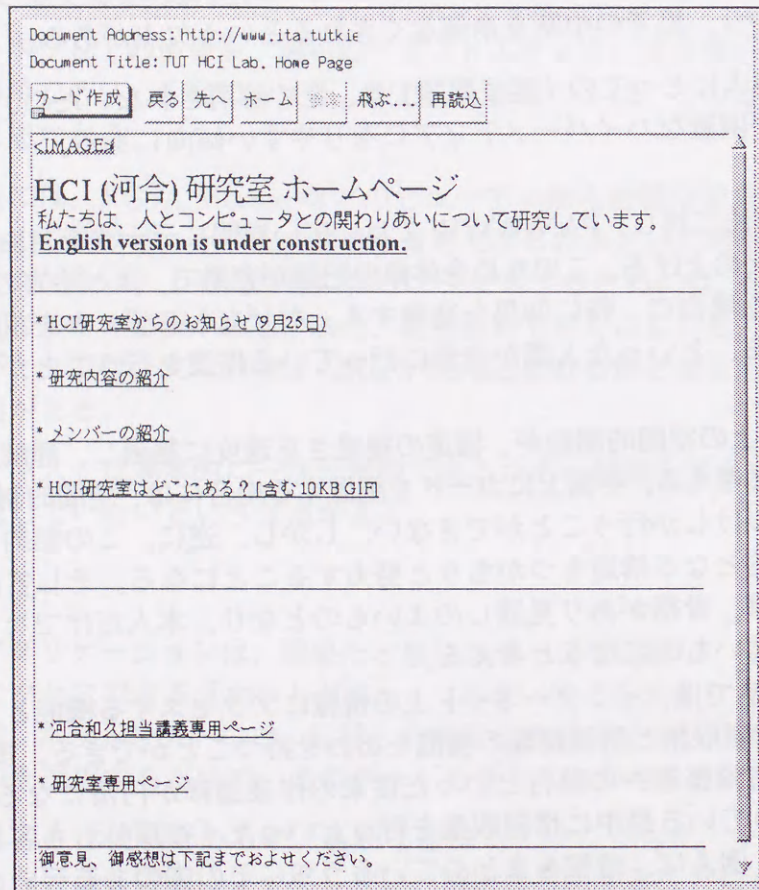 Document Address: http://www.ita.tutkie
Document Title: TUT HCI Lab. Home Page
カード作成 戻る 先へ ホーム 飛ぶ... 再読込
<IMAGE>
HCI (河合) 研究室 ホームページ
私たちは、人とコンピュータとの関わりあいについて研究しています。
English version is under construction.
* HCI研究室からのお知らせ (9月25日)
* 研究内容の紹介
* メンバーの紹介
* HCI研究室はどこにある? [含む 10KB GIF]
* 河合和久担当講義専用ページ
* 研究室専用ページ
御意見、御感想は下記までおよせください。